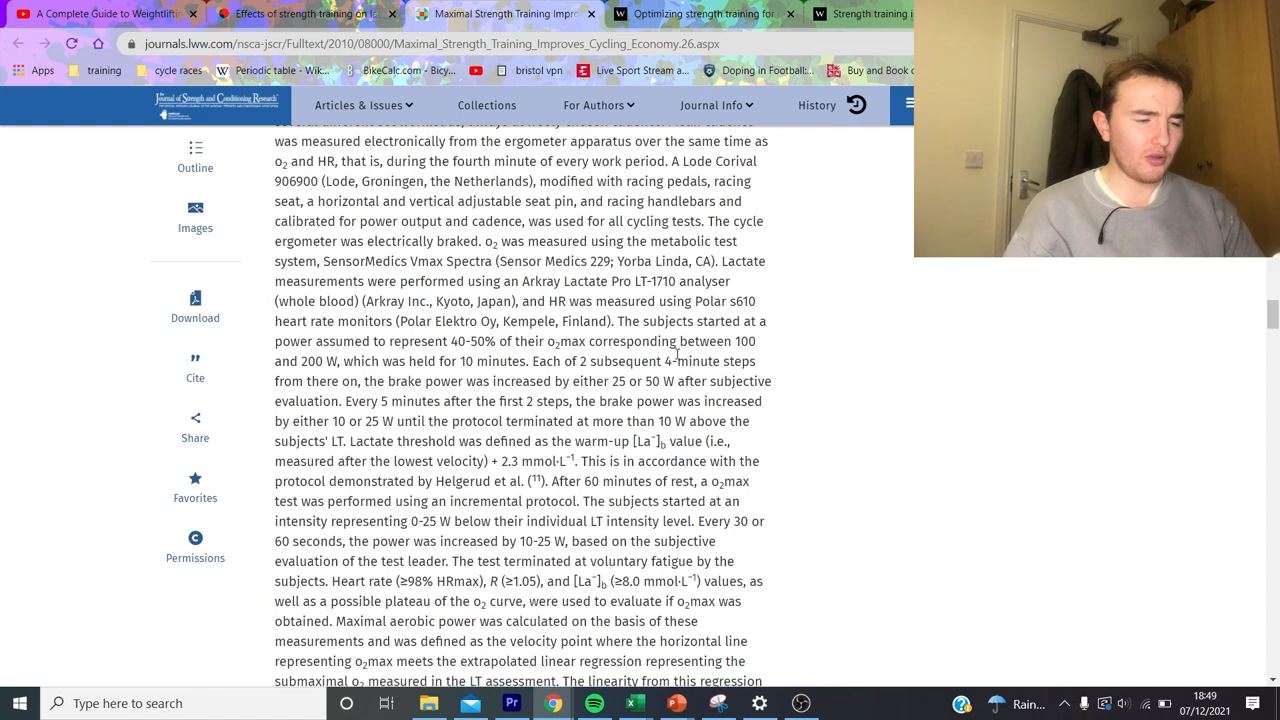 A Complete Guide to Weightliftin
Effects of strength training on le
Maximal Strength Training Impro
Optimizing strength training for
Strength training i
journals.lww.com/nsca-jscr/Fulltext/2010/08000/Maximal_Strength_Training_Improves_Cycling_Economy.26.aspx
Apps
training
cycle races
Periodic table - Wik...
BikeCalc.com - Bicy...
bristol vpn
Live Sport Stream a...
Doping in Football:...
Buy and Book o
The Journal of Strength and Conditioning Research
Articles & Issues
Collections
For Authors
Journal Info
History
Outline
Images
Download
Cite
Share
Favorites
Permissions
was measured electronically from the ergometer apparatus over the same time as
o2 and HR, that is, during the fourth minute of every work period. A Lode Corival
906900 (Lode, Groningen, the Netherlands), modified with racing pedals, racing
seat, a horizontal and vertical adjustable seat pin, and racing handlebars and
calibrated for power output and cadence, was used for all cycling tests. The cycle
ergometer was electrically braked. o2 was measured using the metabolic test
system, SensorMedics Vmax Spectra (Sensor Medics 229; Yorba Linda, CA). Lactate
measurements were performed using an Arkray Lactate Pro LT-1710 analyser
(whole blood) (Arkray Inc., Kyoto, Japan), and HR was measured using Polar s610
heart rate monitors (Polar Elektro Oy, Kempele, Finland). The subjects started at a
power assumed to represent 40-50% of their o2max corresponding between 100
and 200 W, which was held for 10 minutes. Each of 2 subsequent 4-minute steps
from there on, the brake power was increased by either 25 or 50 W after subjective
evaluation. Every 5 minutes after the first 2 steps, the brake power was increased
by either 10 or 25 W until the protocol terminated at more than 10 W above the
subjects' LT. Lactate threshold was defined as the warm-up [La−]b value (i.e.,
measured after the lowest velocity) + 2.3 mmol·L−1. This is in accordance with the
protocol demonstrated by Helgerud et al. (11). After 60 minutes of rest, a o2max
test was performed using an incremental protocol. The subjects started at an
intensity representing 0-25 W below their individual LT intensity level. Every 30 or
60 seconds, the power was increased by 10-25 W, based on the subjective
evaluation of the test leader. The test terminated at voluntary fatigue by the
subjects. Heart rate (≥98% HRmax), R (≥1.05), and [La−]b (≥8.0 mmol·L−1) values, as
well as a possible plateau of the o2 curve, were used to evaluate if o2max was
obtained. Maximal aerobic power was calculated on the basis of these
measurements and was defined as the velocity point where the horizontal line
representing o2max meets the extrapolated linear regression representing the
submaximal o2 measured in the LT assessment. The linearity from this regression
Type here to search
Rain...
18:49
07/12/2021